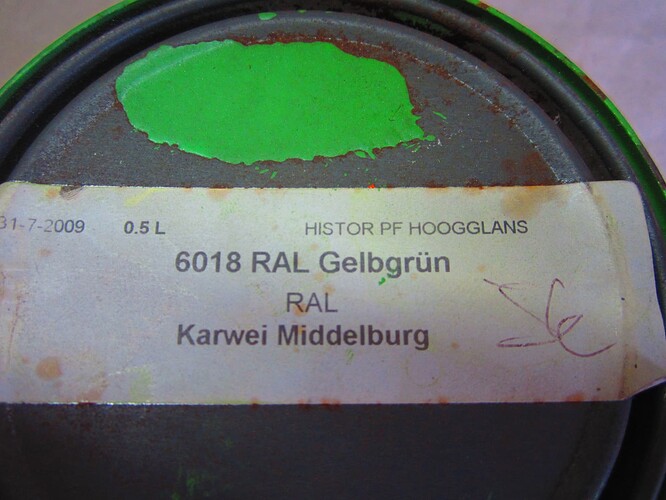 31-7-2009 0.5 L HISTOR PF HOOGGLANS
6018 RAL Gelbgrün
RAL
Karwei Middelburg